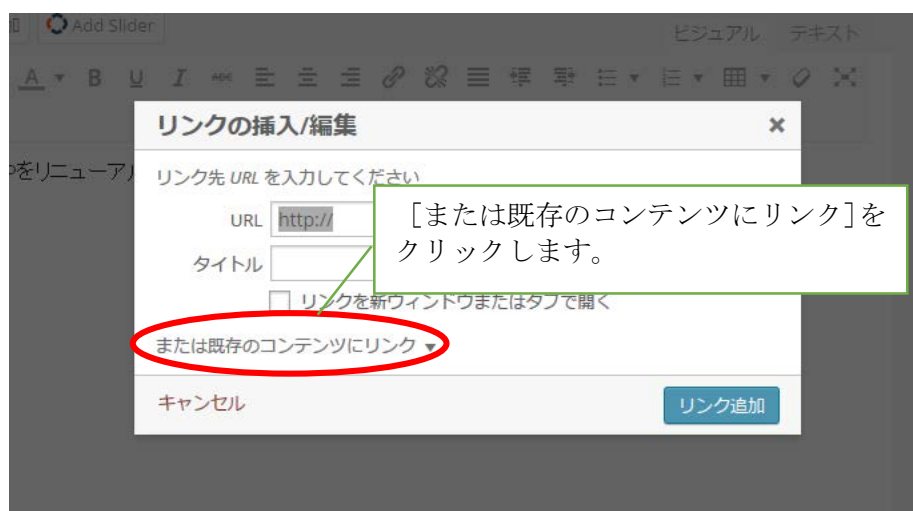 Add Slider
ビジュアル テキスト
A B U I ABC
リンクの挿入/編集 ×
をリニューアル
リンク先 URL を入力してください
[または既存のコンテンツにリンク]を
クリックします。
URL http://
タイトル
リンクを新ウィンドウまたはタブで開く
または既存のコンテンツにリンク ▼
キャンセル
リンク追加